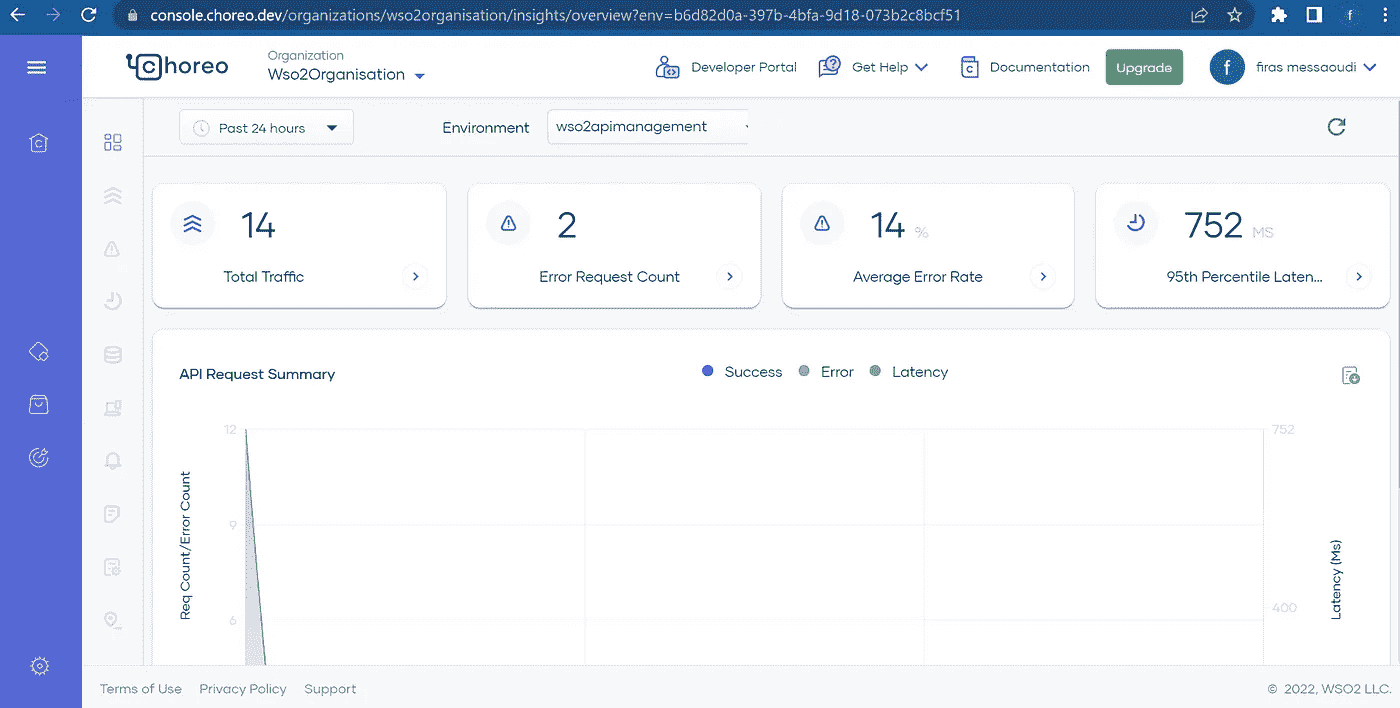 console.choreo.dev/organizations/wso2organisation/insights/overview?env=b6d82d0a-397b-4bfa-9d18-073b2c8bcf51
f
choreo
Organization
Wso2Organisation
Developer Portal
Get Help
Documentation
Upgrade
f
firas messaoudi
Past 24 hours
Environment
wso2apimanagement
14
Total Traffic
2
Error Request Count
14 %
Average Error Rate
752 MS
95th Percentile Laten...
API Request Summary
Success
Error
Latency
12
9
6
Req Count/Error Count
752
400
Latency (Ms)
Terms of Use
Privacy Policy
Support
© 2022, WSO2 LLC.